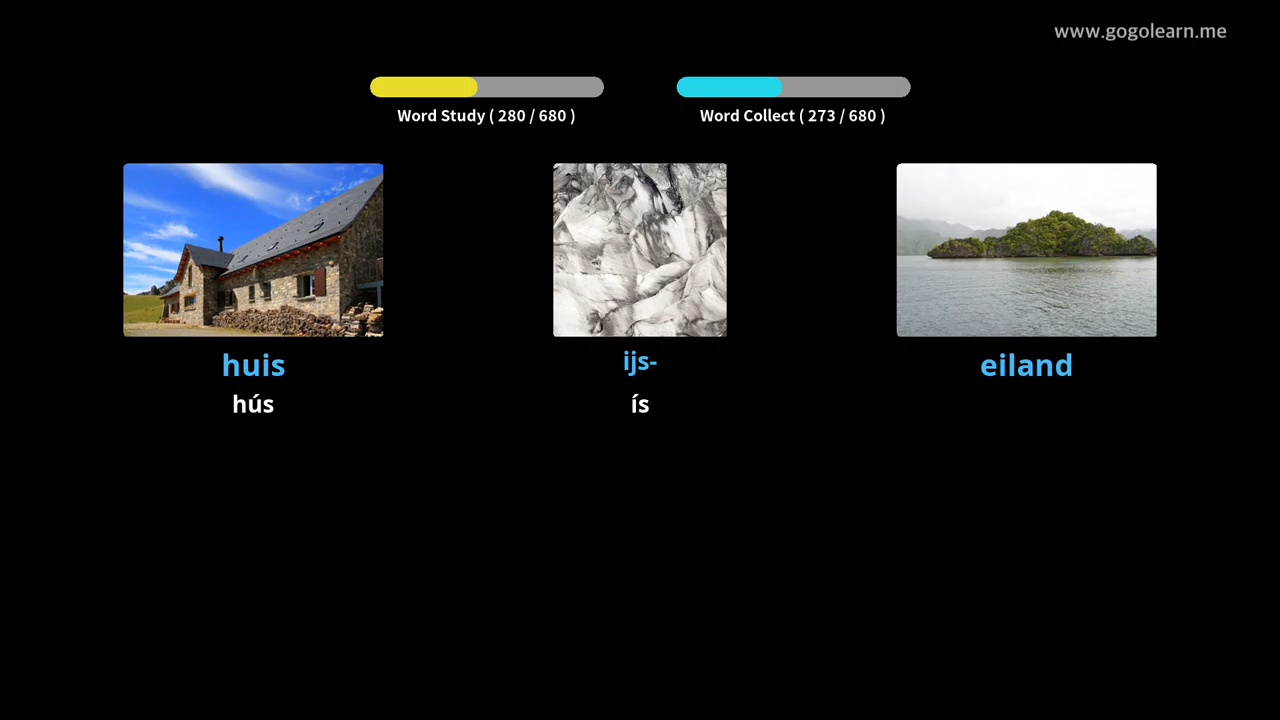 www.gogolearn.me
Word Study ( 280 / 680 )
Word Collect ( 273 / 680 )
huis
hús
ijs-
ís
eiland